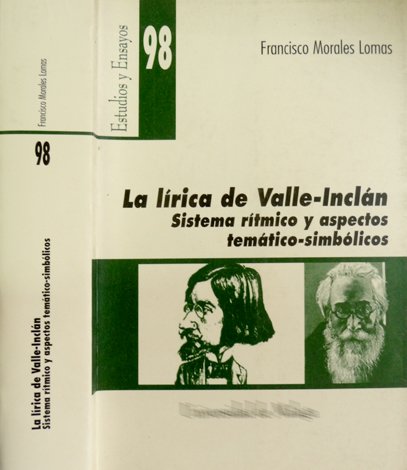 Francisco Morales Lomas
98
La lírica de Valle-Inclán
Sistema rítmico y aspectos temático-simbólicos
Estudios y Ensayos
98
Francisco Morales Lomas
La lírica de Valle-Inclán
Sistema rítmico y aspectos
temático-simbólicos